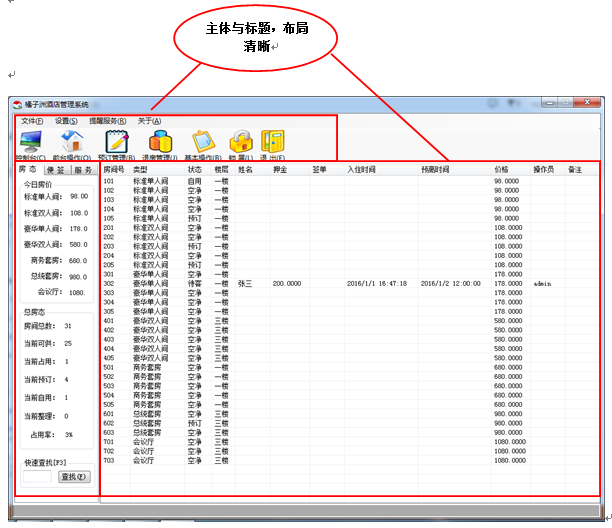 主体与标题，布局
清晰
橘子洲酒店管理系统
文件(F) 设置(S) 提醒服务(R) 关于(A)
控制台(C) 前台操作(O) 预订管理(B) 退房管理(J) 基本操作(B) 锁 屏(L) 退 出(E)
房 态 便 签 服 务
今日房价
标准单人间: 98.00
标准双人间: 108.0
豪华单人间: 178.0
豪华双人间: 580.0
商务套房: 680.0
总统套房: 980.0
会议厅: 1080.
总房态
房间总数: 31
当前可供: 25
当前占用: 1
当前预订: 4
当前自用: 1
当前整理: 0
占用率: 3%
快速查找[F3]
查找(F)
房间号 类型 状态 楼层 姓名 押金 签单 入住时间 预离时间 价格 操作员 备注
101 标准单人间 自用 一楼 98.0000
102 标准单人间 空净 一楼 98.0000
103 标准单人间 空净 一楼 98.0000
104 标准单人间 空净 一楼 98.0000
105 标准单人间 预订 一楼 98.0000
201 标准双人间 空净 一楼 108.0000
202 标准双人间 空净 一楼 108.0000
203 标准双人间 预订 一楼 108.0000
204 标准双人间 空净 一楼 108.0000
205 标准双人间 预订 一楼 108.0000
301 豪华单人间 空净 一楼 178.0000
302 豪华单人间 待客 一楼 张三 200.0000 2016/1/1 16:47:18 2016/1/2 12:00:00 178.0000 admin
303 豪华单人间 空净 一楼 178.0000
304 豪华单人间 空净 一楼 178.0000
305 豪华单人间 空净 一楼 178.0000
401 豪华双人间 空净 三楼 580.0000
402 豪华双人间 空净 三楼 580.0000
403 豪华双人间 空净 三楼 580.0000
404 豪华双人间 空净 三楼 580.0000
405 豪华双人间 空净 三楼 580.0000
501 商务套房 空净 一楼 680.0000
502 商务套房 空净 一楼 680.0000
503 商务套房 空净 一楼 680.0000
504 商务套房 空净 一楼 680.0000
505 商务套房 空净 一楼 680.0000
601 总统套房 空净 三楼 980.0000
602 总统套房 预订 三楼 980.0000
603 总统套房 空净 三楼 980.0000
701 会议厅 空净 三楼 1080.0000
702 会议厅 空净 三楼 1080.0000
703 会议厅 空净 三楼 1080.0000